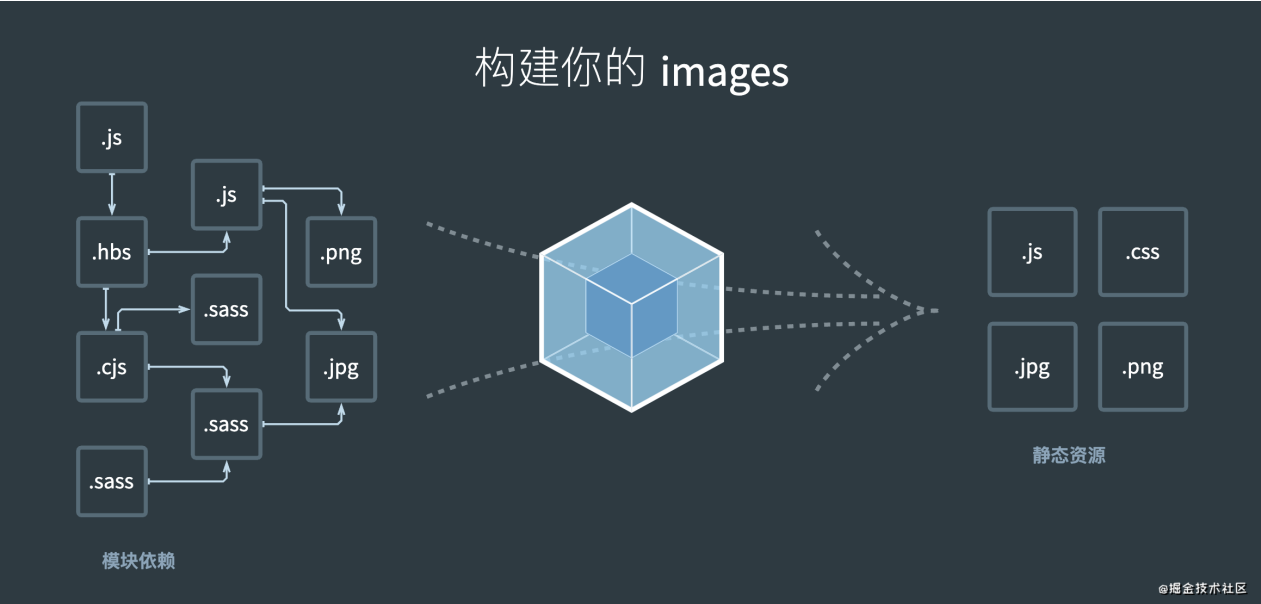 构建你的 images
.js
.js
.hbs
.png
.sass
.cjs
.jpg
.sass
.sass
模块依赖
.js
.css
.jpg
.png
静态资源
@掘金技术社区